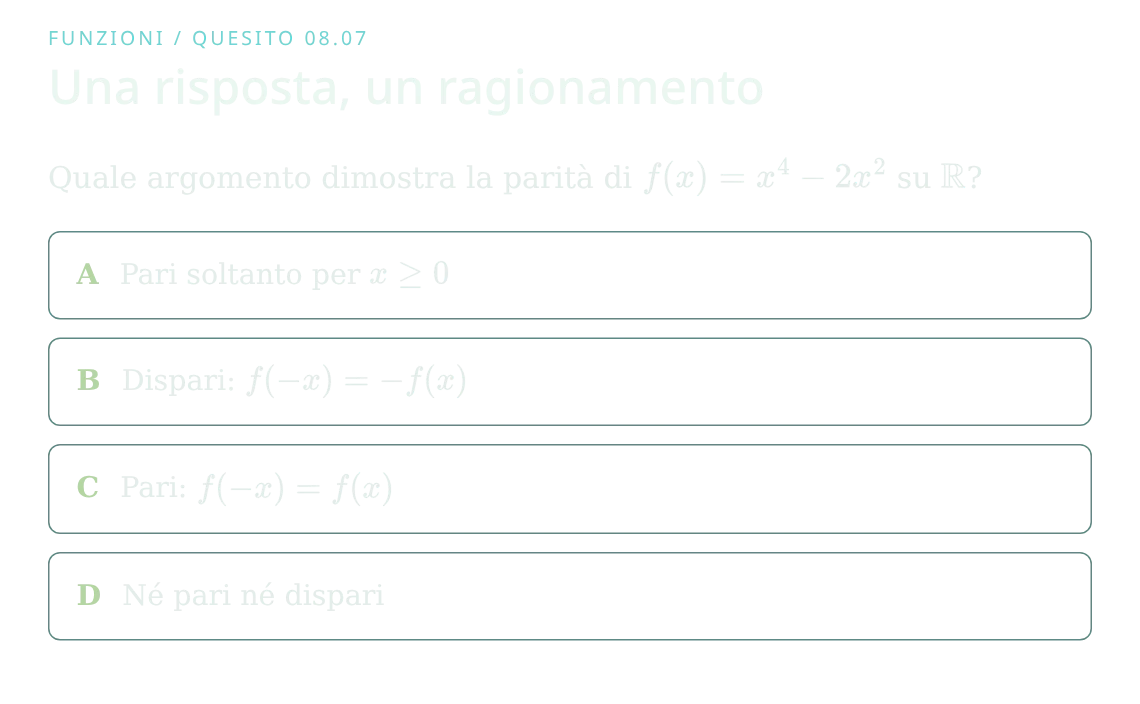 FUNZIONI / QUESITO 08.07
Una risposta, un ragionamento
Quale argomento dimostra la parità di f(x) = x⁴ − 2x² su ℝ?
A Pari soltanto per x ≥ 0
B Dispari: f(−x) = −f(x)
C Pari: f(−x) = f(x)
D Né pari né dispari